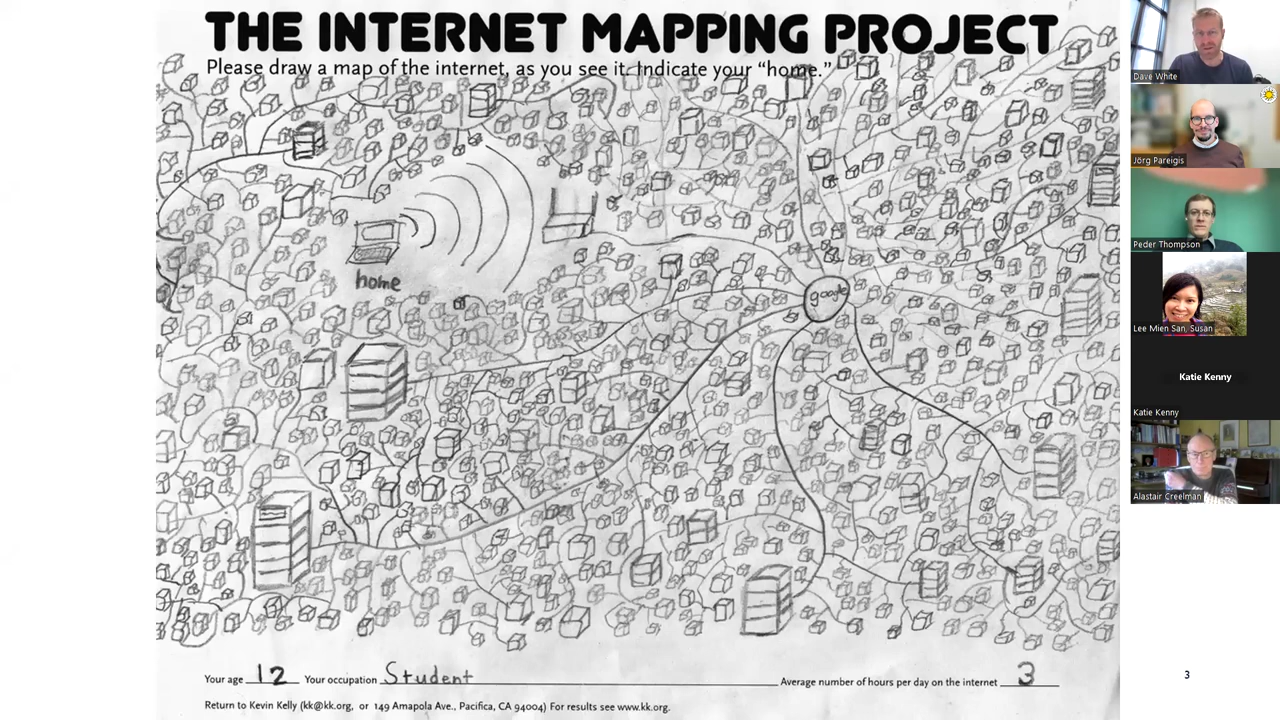 THE INTERNET MAPPING PROJECT
Please draw a map of the internet, as you see it. Indicate your “home.”
home
google
Your age 12 Your occupation Student Average number of hours per day on the internet 3
Return to Kevin Kelly (kk@kk.org, or 149 Amapola Ave., Pacifica, CA 94004) For results see www.kk.org.
3
Dave White
Jörg Pareigis
Peder Thompson
Lee Mien San, Susan
Katie Kenny
Katie Kenny
Alastair Creelman